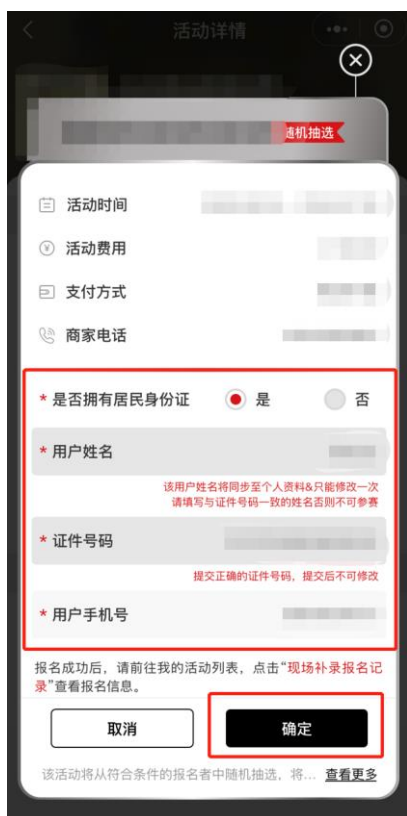 活动详情
随机抽选
活动时间
活动费用
支付方式
商家电话
* 是否拥有居民身份证 是 否
* 用户姓名
该用户姓名将同步至个人资料&只能修改一次
请填写与证件号码一致的姓名否则不可参赛
* 证件号码
提交正确的证件号码，提交后不可修改
* 用户手机号
报名成功后，请前往我的活动列表，点击“现场补录报名记
录”查看报名信息。
取消 确定
该活动将从符合条件的报名者中随机抽选，将... 查看更多